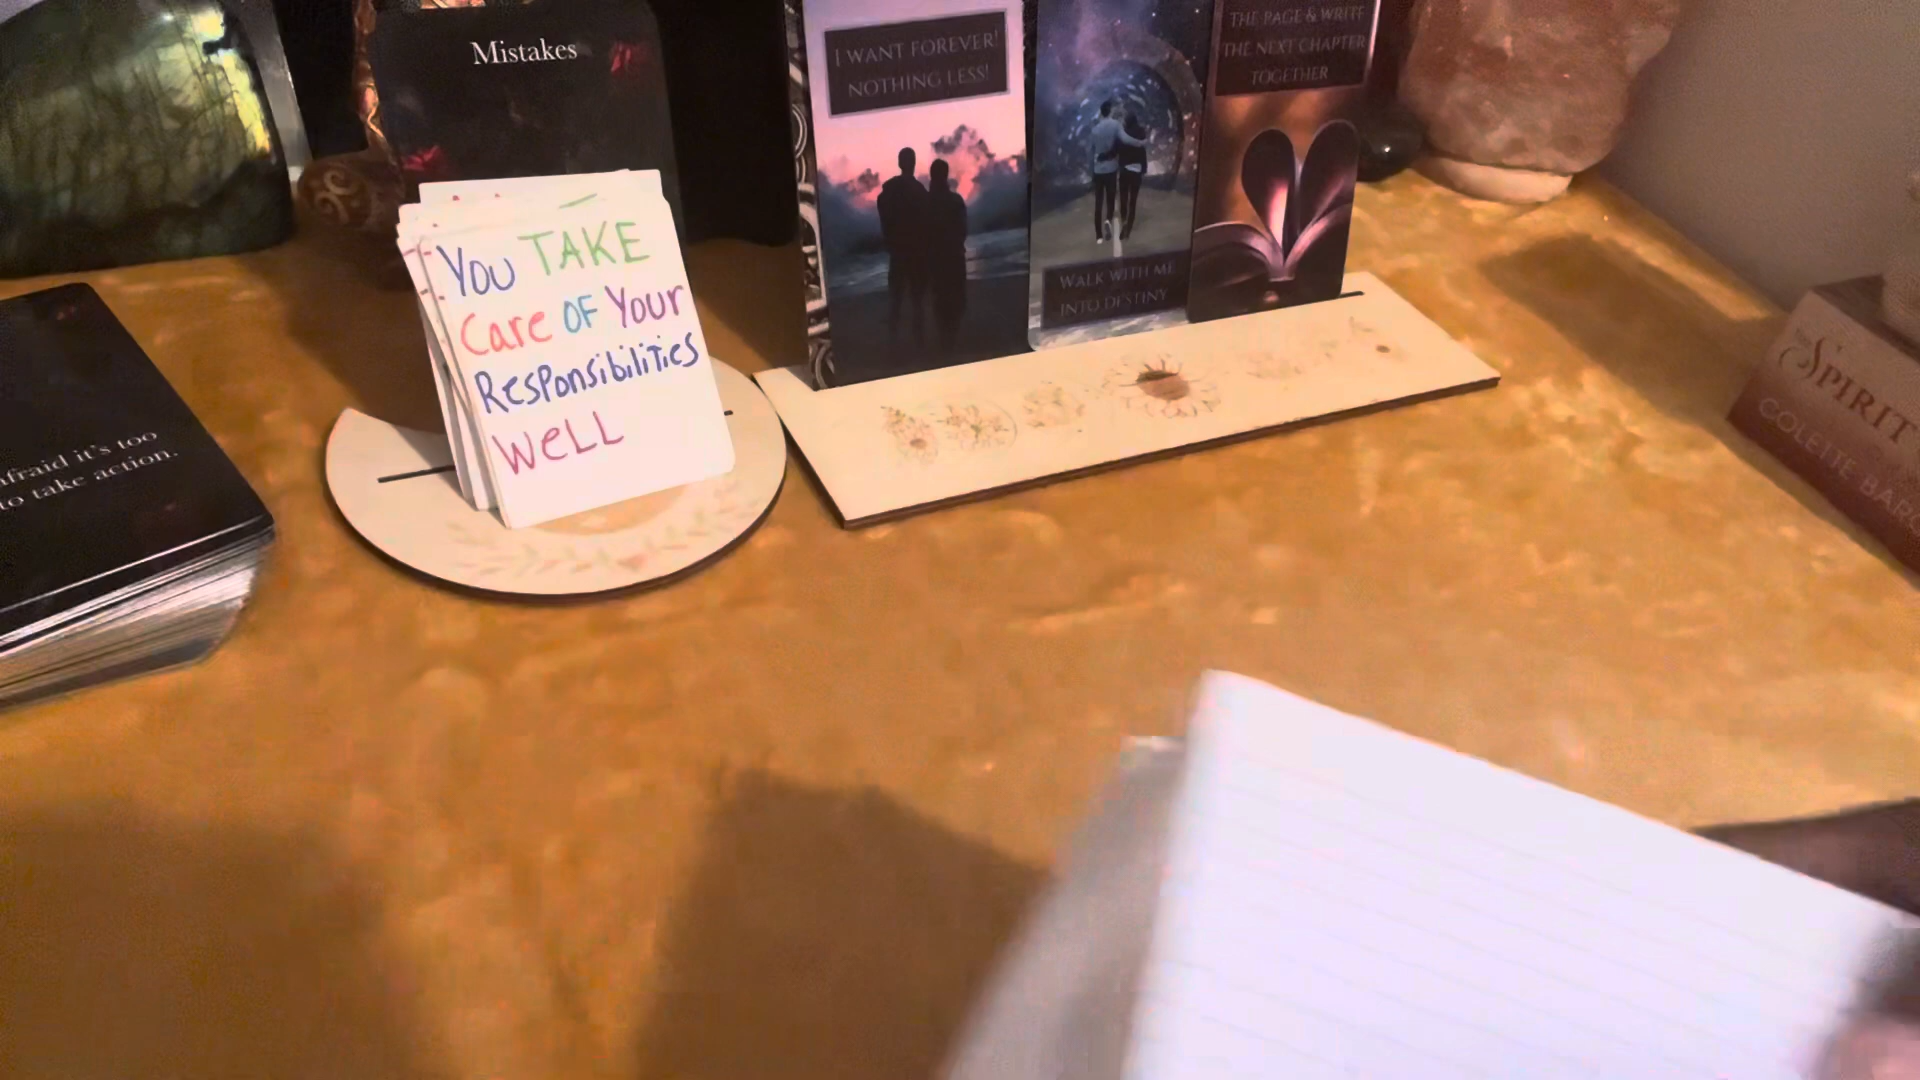 Mistakes
I WANT FOREVER!
NOTHING LESS!
THE PAGE & WRITE
THE NEXT CHAPTER
TOGETHER
WALK WITH ME
INTO DESTINY
You TAKE
Care OF Your
Responsibilities
WeLL
afraid it's too
to take action.
SPIRIT
COLETTE